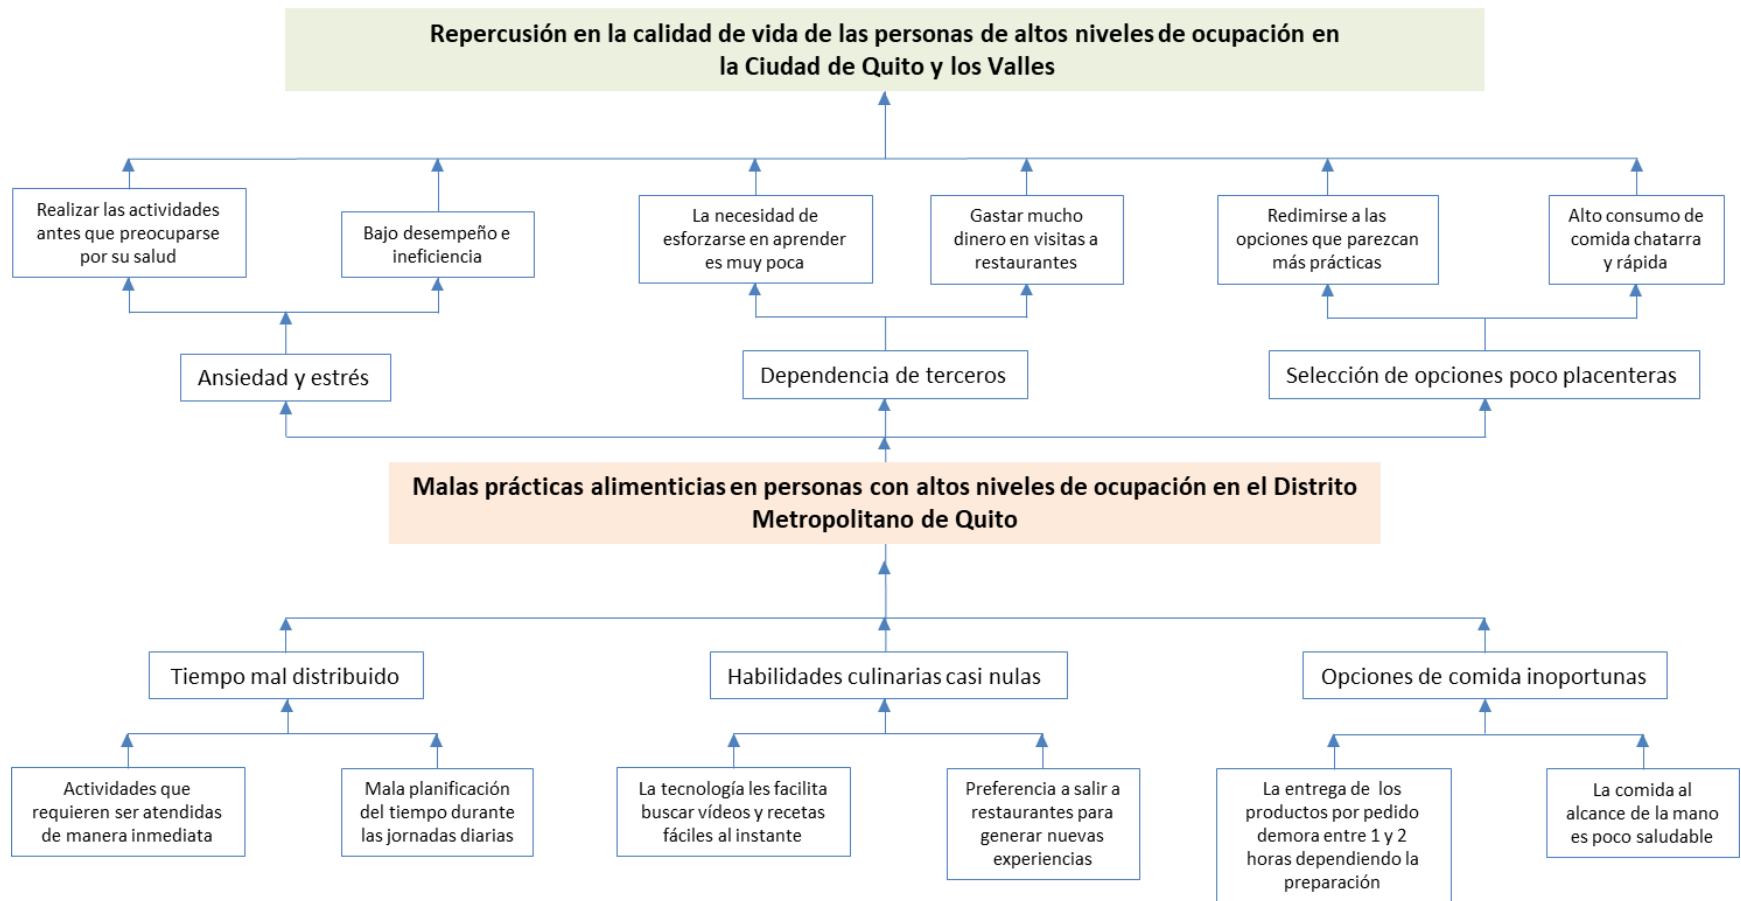 Repercusión en la calidad de vida de las personas de altos niveles de ocupación en
la Ciudad de Quito y los Valles
Realizar las actividades
antes que preocuparse
por su salud
Bajo desempeño e
ineficiencia
La necesidad de
esforzarse en aprender
es muy poca
Gastar mucho
dinero en visitas a
restaurantes
Redimirse a las
opciones que parezcan
más prácticas
Alto consumo de
comida chatarra
y rápida
Ansiedad y estrés
Dependencia de terceros
Selección de opciones poco placenteras
Malas prácticas alimenticias en personas con altos niveles de ocupación en el Distrito
Metropolitano de Quito
Tiempo mal distribuido
Habilidades culinarias casi nulas
Opciones de comida inoportunas
Actividades que
requieren ser atendidas
de manera inmediata
Mala planificación
del tiempo durante
las jornadas diarias
La tecnología les facilita
buscar vídeos y recetas
fáciles al instante
Preferencia a salir a
restaurantes para
generar nuevas
experiencias
La entrega de los
productos por pedido
demora entre 1 y 2
horas dependiendo la
preparación
La comida al
alcance de la mano
es poco saludable